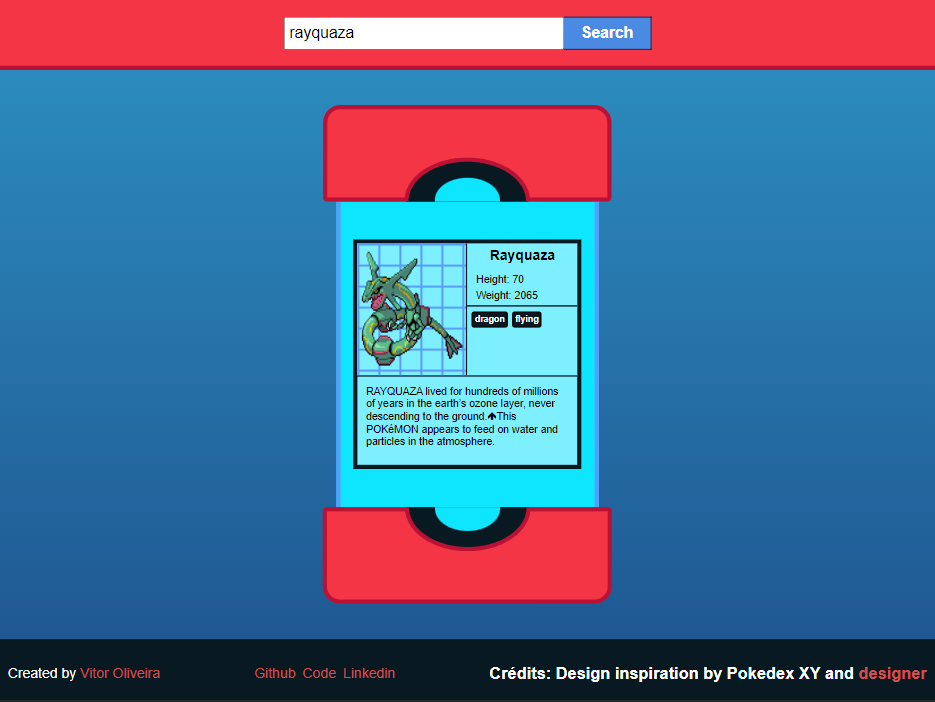 rayquaza
Search
Rayquaza
Height: 70
Weight: 2065
dragon flying
RAYQUAZA lived for hundreds of millions
of years in the earth's ozone layer, never
descending to the ground.🡹This
POKéMON appears to feed on water and
particles in the atmosphere.
Created by Vitor Oliveira
Github Code Linkedin
Crédits: Design inspiration by Pokedex XY and designer